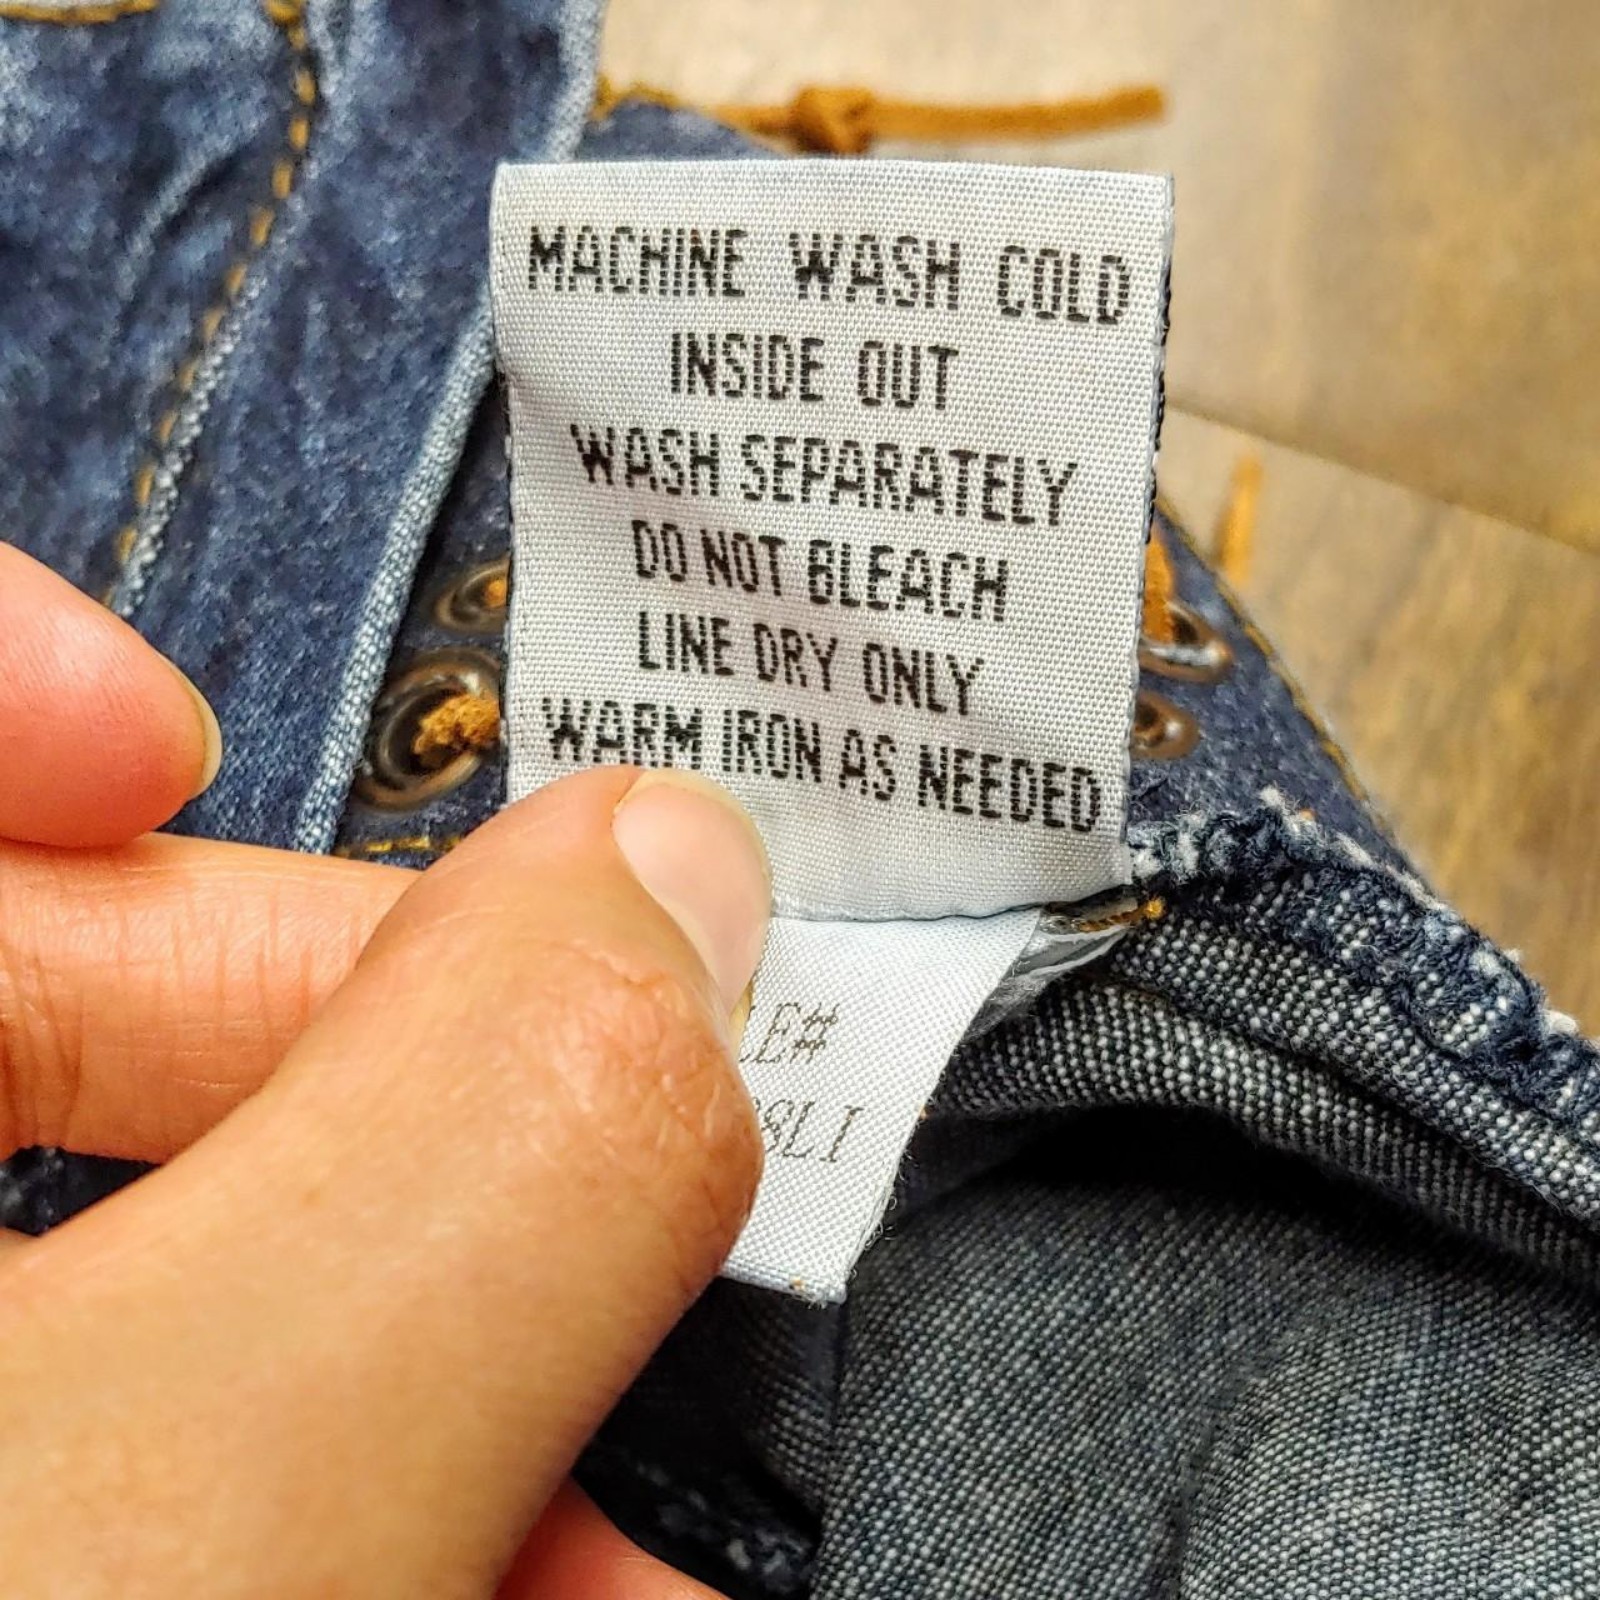 MACHINE WASH COLD
INSIDE OUT
WASH SEPARATELY
DO NOT BLEACH
LINE DRY ONLY
WARM IRON AS NEEDED